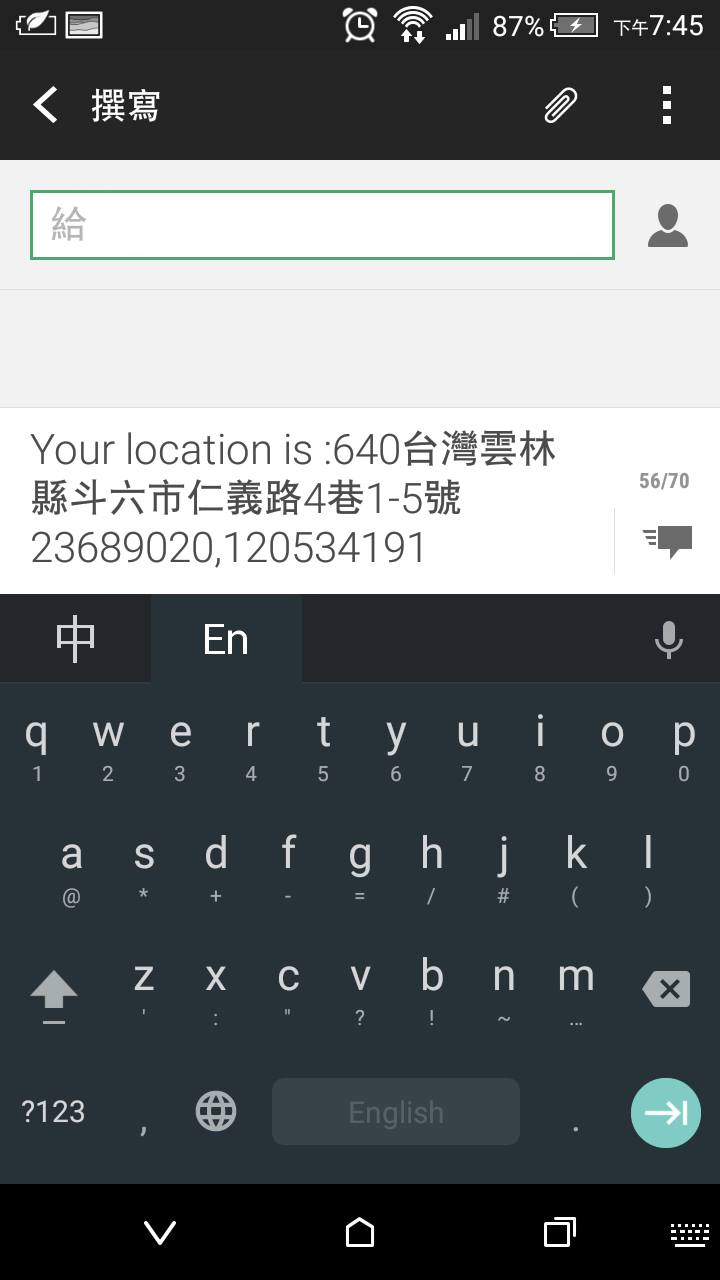 87% 下午7:45
撰寫
給
Your location is :640台灣雲林
縣斗六市仁義路4巷1-5號
23689020,120534191
56/70
中 En
q w e r t y u i o p
1 2 3 4 5 6 7 8 9 0
a s d f g h j k l
@ * + - = / # ( )
z x c v b n m
' : " ? ! ~ ...
?123 , English .